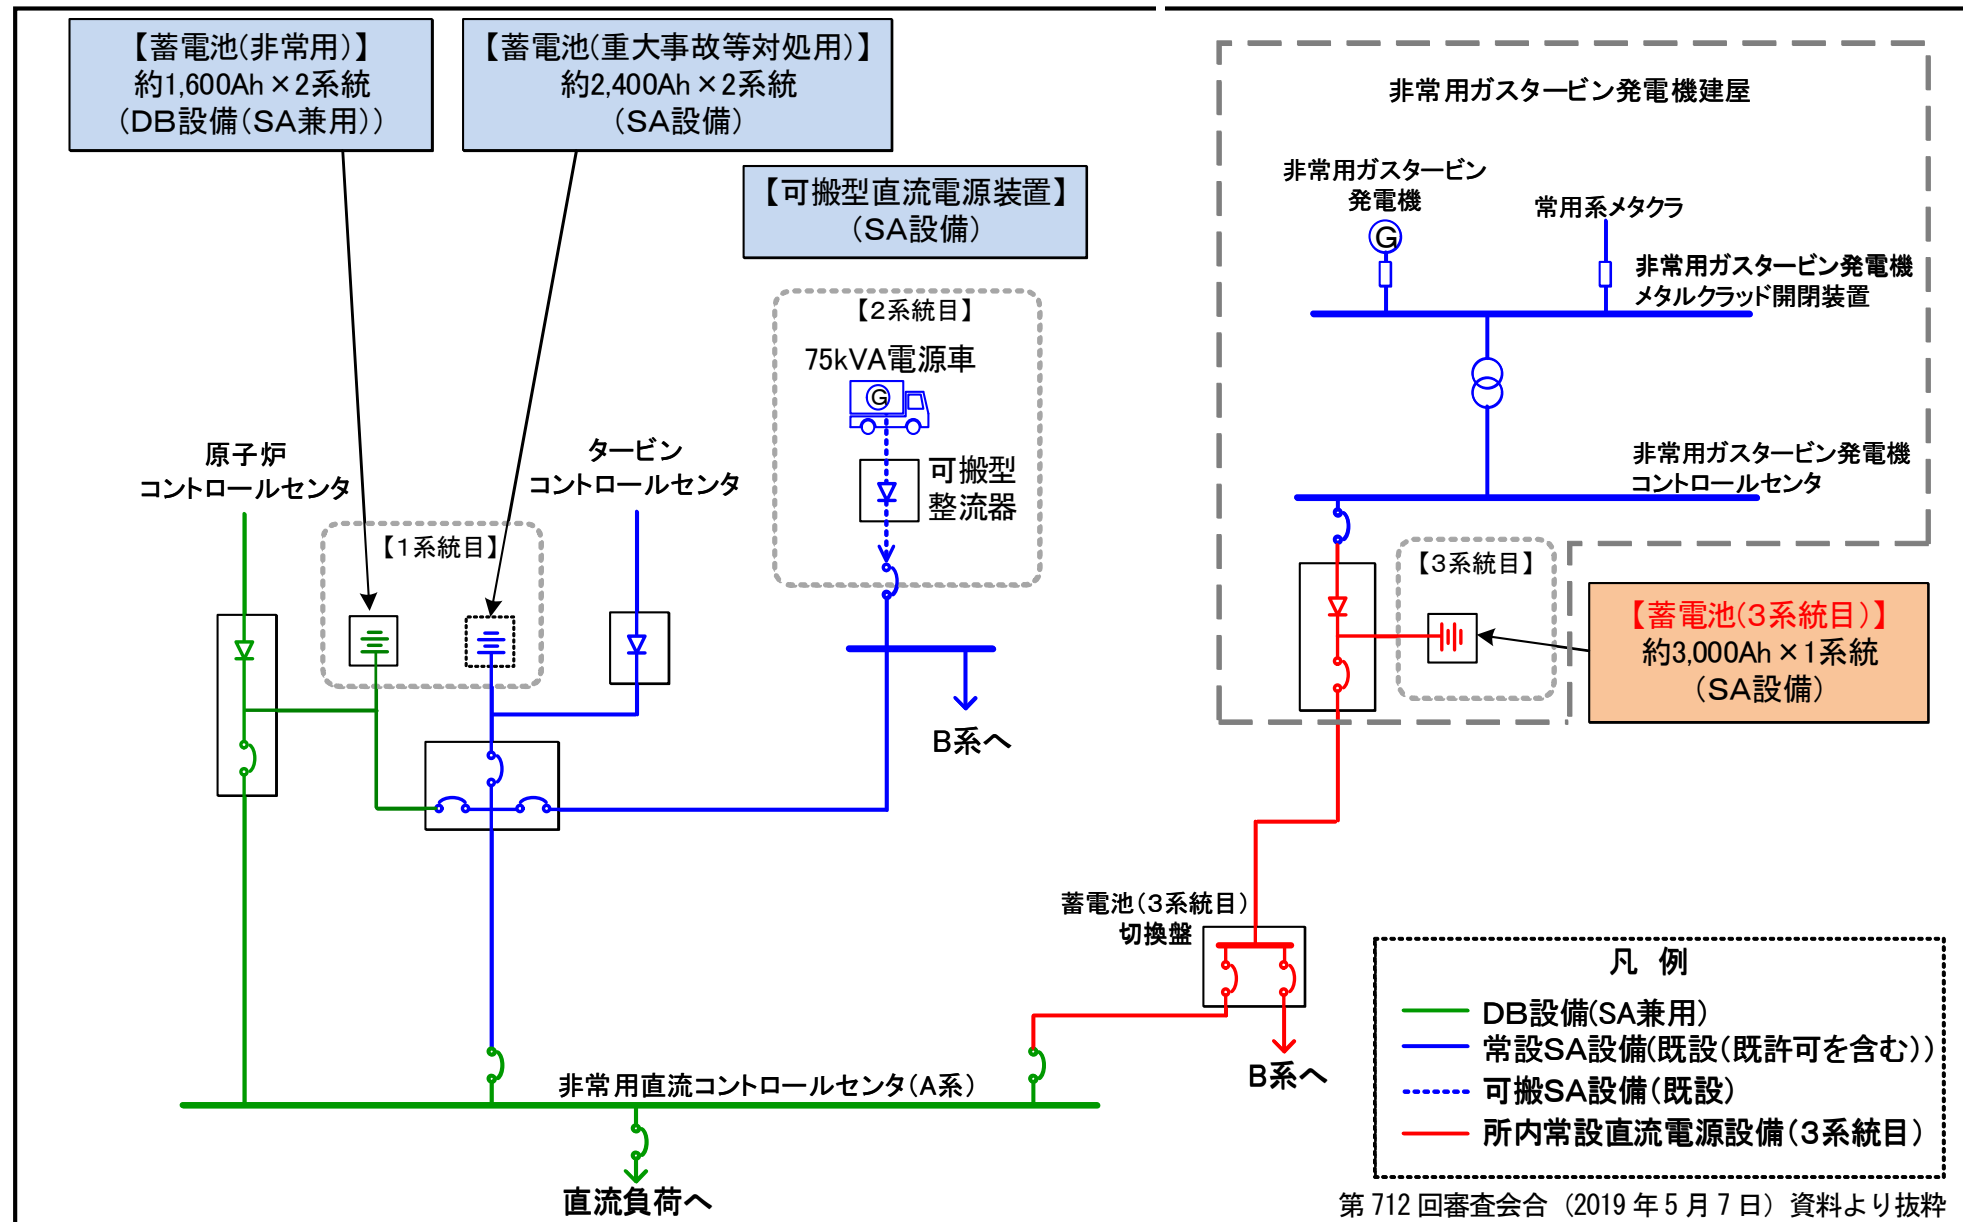 【蓄電池(非常用)】
約1,600Ah×2系統
(DB設備(SA兼用))
【蓄電池(重大事故等対処用)】
約2,400Ah×2系統
(SA設備)
【可搬型直流電源装置】
(SA設備)
非常用ガスタービン発電機建屋
非常用ガスタービン
発電機
G
常用系メタクラ
非常用ガスタービン発電機
メタルクラッド開閉装置
【2系統目】
75kVA電源車
G
可搬型
整流器
原子炉
コントロールセンタ
タービン
コントロールセンタ
非常用ガスタービン発電機
コントロールセンタ
【1系統目】
【3系統目】
【蓄電池(3系統目)】
約3,000Ah×1系統
(SA設備)
B系へ
蓄電池(3系統目)
切換盤
B系へ
非常用直流コントロールセンタ(A系)
直流負荷へ
凡 例
DB設備(SA兼用)
常設SA設備(既設(既許可を含む))
可搬SA設備(既設)
所内常設直流電源設備(3系統目)
第712回審査会合(2019年5月7日)資料より抜粋